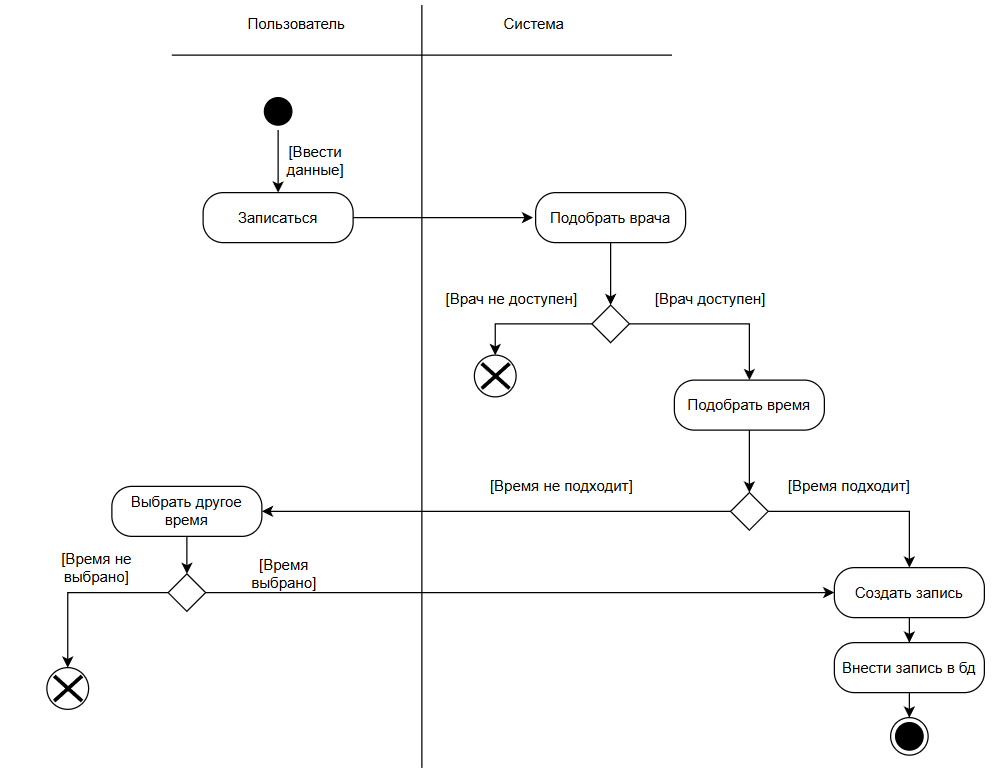 Пользователь
Система
[Ввести
данные]
Записаться
Подобрать врача
[Врач не доступен]
[Врач доступен]
Подобрать время
[Время не подходит]
[Время подходит]
Выбрать другое
время
[Время не
выбрано]
[Время
выбрано]
Создать запись
Внести запись в бд